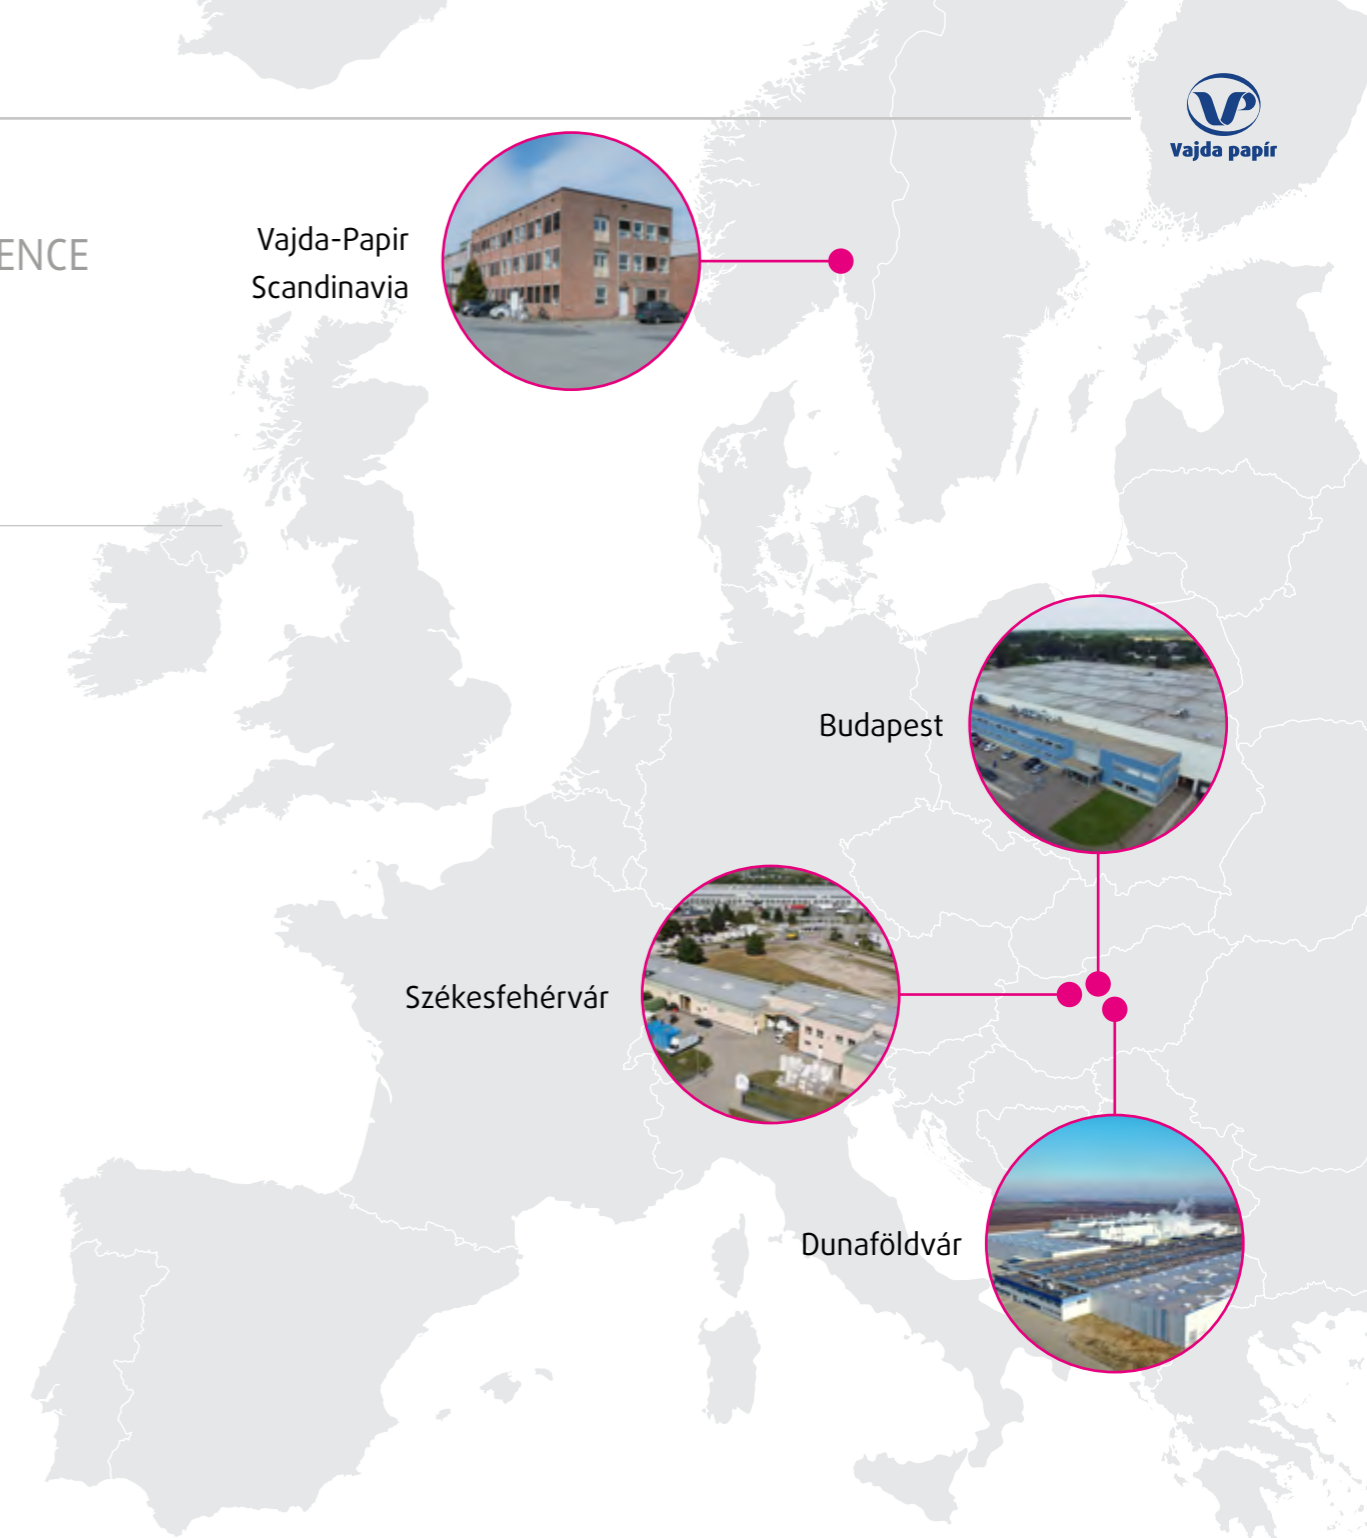 Vajda papír
ENCE
Vajda-Papir
Scandinavia
Budapest
Székesfehérvár
Dunaföldvár